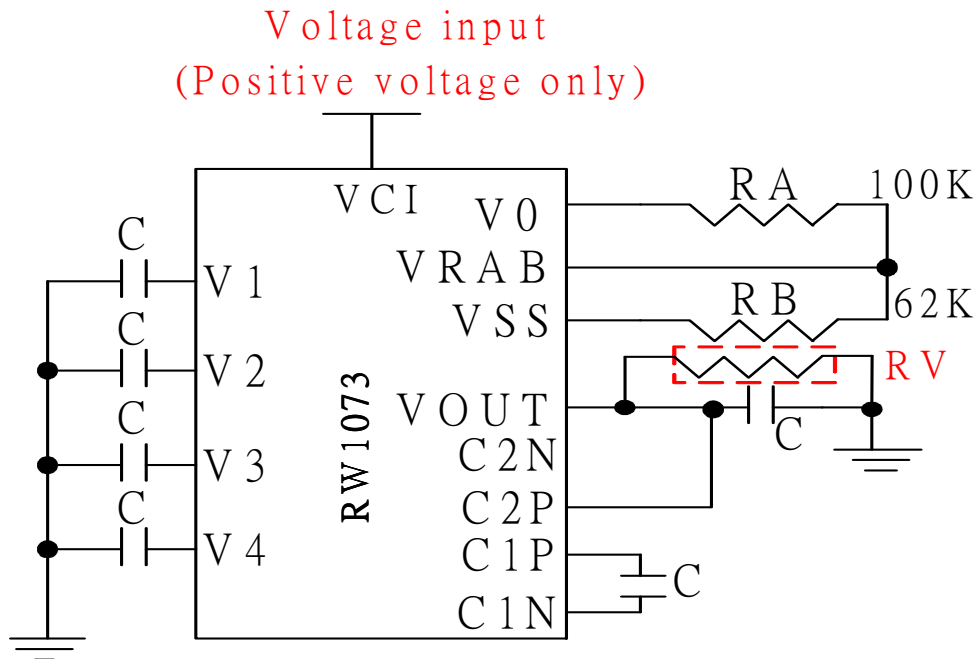 Voltage input
(Positive voltage only)
VCI
V0
RA
100K
VRAB
C
V1
VSS
RB
62K
C
V2
RV
VOUT
C
C2N
C
V3
C2P
C
V4
C1P
C
C1N
RW1073